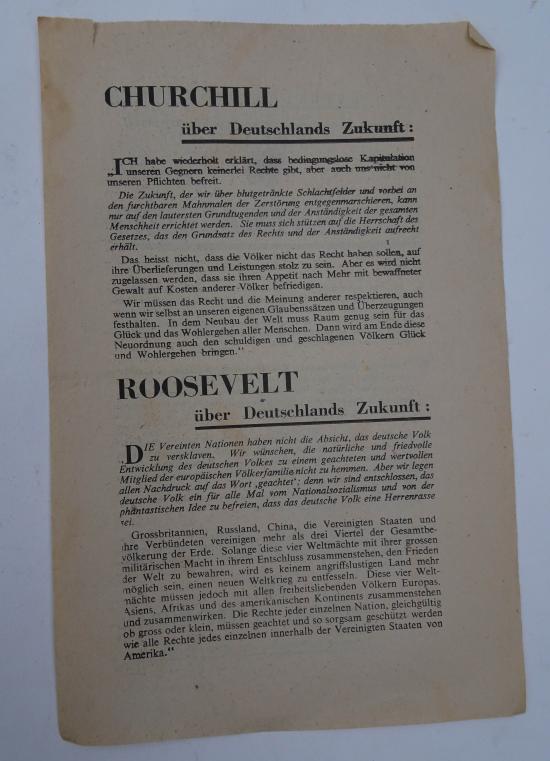 CHURCHILL
über Deutschlands Zukunft:
„ICH habe wiederholt erklärt, dass bedingungslose Kapitulation
unseren Gegnern keinerlei Rechte gibt, aber auch uns nicht von
unseren Pflichten befreit.
Die Zukunft, der wir über blutgetränkte Schlachtfelder und vorbei an
den furchtbaren Mahnmalen der Zerstörung entgegenmarschieren, kann
nur auf den lautersten Grundtugenden und der Anständigkeit der gesamten
Menschheit errichtet werden. Sie muss sich stützen auf die Herrschaft des
Gesetzes, das den Grundsatz des Rechts und der Anständigkeit aufrecht
erhält.
Das heisst nicht, dass die Völker nicht das Recht haben sollen, auf
ihre Überlieferungen und Leistungen stolz zu sein. Aber es wird nicht
zugelassen werden, dass sie ihren Appetit nach Mehr mit bewaffneter
Gewalt auf Kosten anderer Völker befriedigen.
Wir müssen das Recht und die Meinung anderer respektieren, auch
wenn wir selbst an unseren eigenen Glaubenssätzen und Überzeugungen
festhalten. In dem Neubau der Welt muss Raum genug sein für das
Glück und das Wohlergehen aller Menschen. Dann wird am Ende diese
Neuordnung auch den schuldigen und geschlagenen Völkern Glück
und Wohlergehen bringen.“
ROOSEVELT
über Deutschlands Zukunft:
„DIE Vereinten Nationen haben nicht die Absicht, das deutsche Volk
zu versklaven. Wir wünschen, die natürliche und friedvolle
Entwicklung des deutschen Volkes zu einem geachteten und wertvollen
Mitglied der europäischen Völkerfamilie nicht zu hemmen. Aber wir legen
allen Nachdruck auf das Wort ‚geachtet‘; denn wir sind entschlossen, das
deutsche Volk ein für alle Mal vom Nationalsozialismus und von der
phantastischen Idee zu befreien, dass das deutsche Volk eine Herrenrasse
sei.
Grossbritannien, Russland, China, die Vereinigten Staaten und
ihre Verbündeten vereinigen mehr als drei Viertel der Gesamtbe-
völkerung der Erde. Solange diese vier Weltmächte mit ihrer grossen
militärischen Macht in ihrem Entschluss zusammenstehen, den Frieden
der Welt zu bewahren, wird es keinem angriffslustigen Land mehr
möglich sein, einen neuen Weltkrieg zu entfesseln. Diese vier Welt-
mächte müssen jedoch mit allen freiheitsliebenden Völkern Europas,
Asiens, Afrikas und des amerikanischen Kontinents zusammenstehen
und zusammenwirken. Die Rechte jeder einzelnen Nation, gleichgültig
ob gross oder klein, müssen geachtet und so sorgsam geschützt werden
wie alle Rechte jedes einzelnen innerhalb der Vereinigten Staaten von
Amerika.“